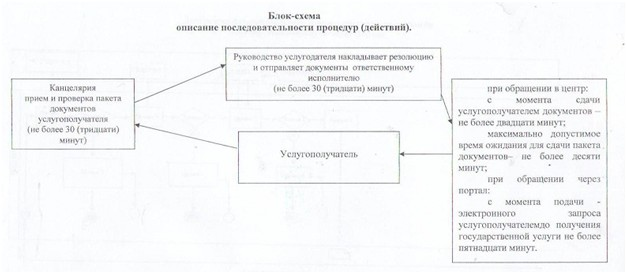 Блок-схема
описание последовательности процедур (действий).
Руководство услугодателя накладывает резолюцию
и отправляет документы ответственному
исполнителю
(не более 30 (тридцати) минут)
Канцелярия
прием и проверка пакета
документов
услугополучателя
(не более 30 (тридцати)
минут)
Услугополучатель
при обращении в центр:
с момента сдачи
услугополучателем документов –
не более двадцати минут;
максимально допустимое
время ожидания для сдачи пакета
документов– не более десяти
минут;
при обращении через
портал:
с момента подачи -
электронного запроса
услугополучателемдо получения
государственной услуги не более
пятнадцати минут.